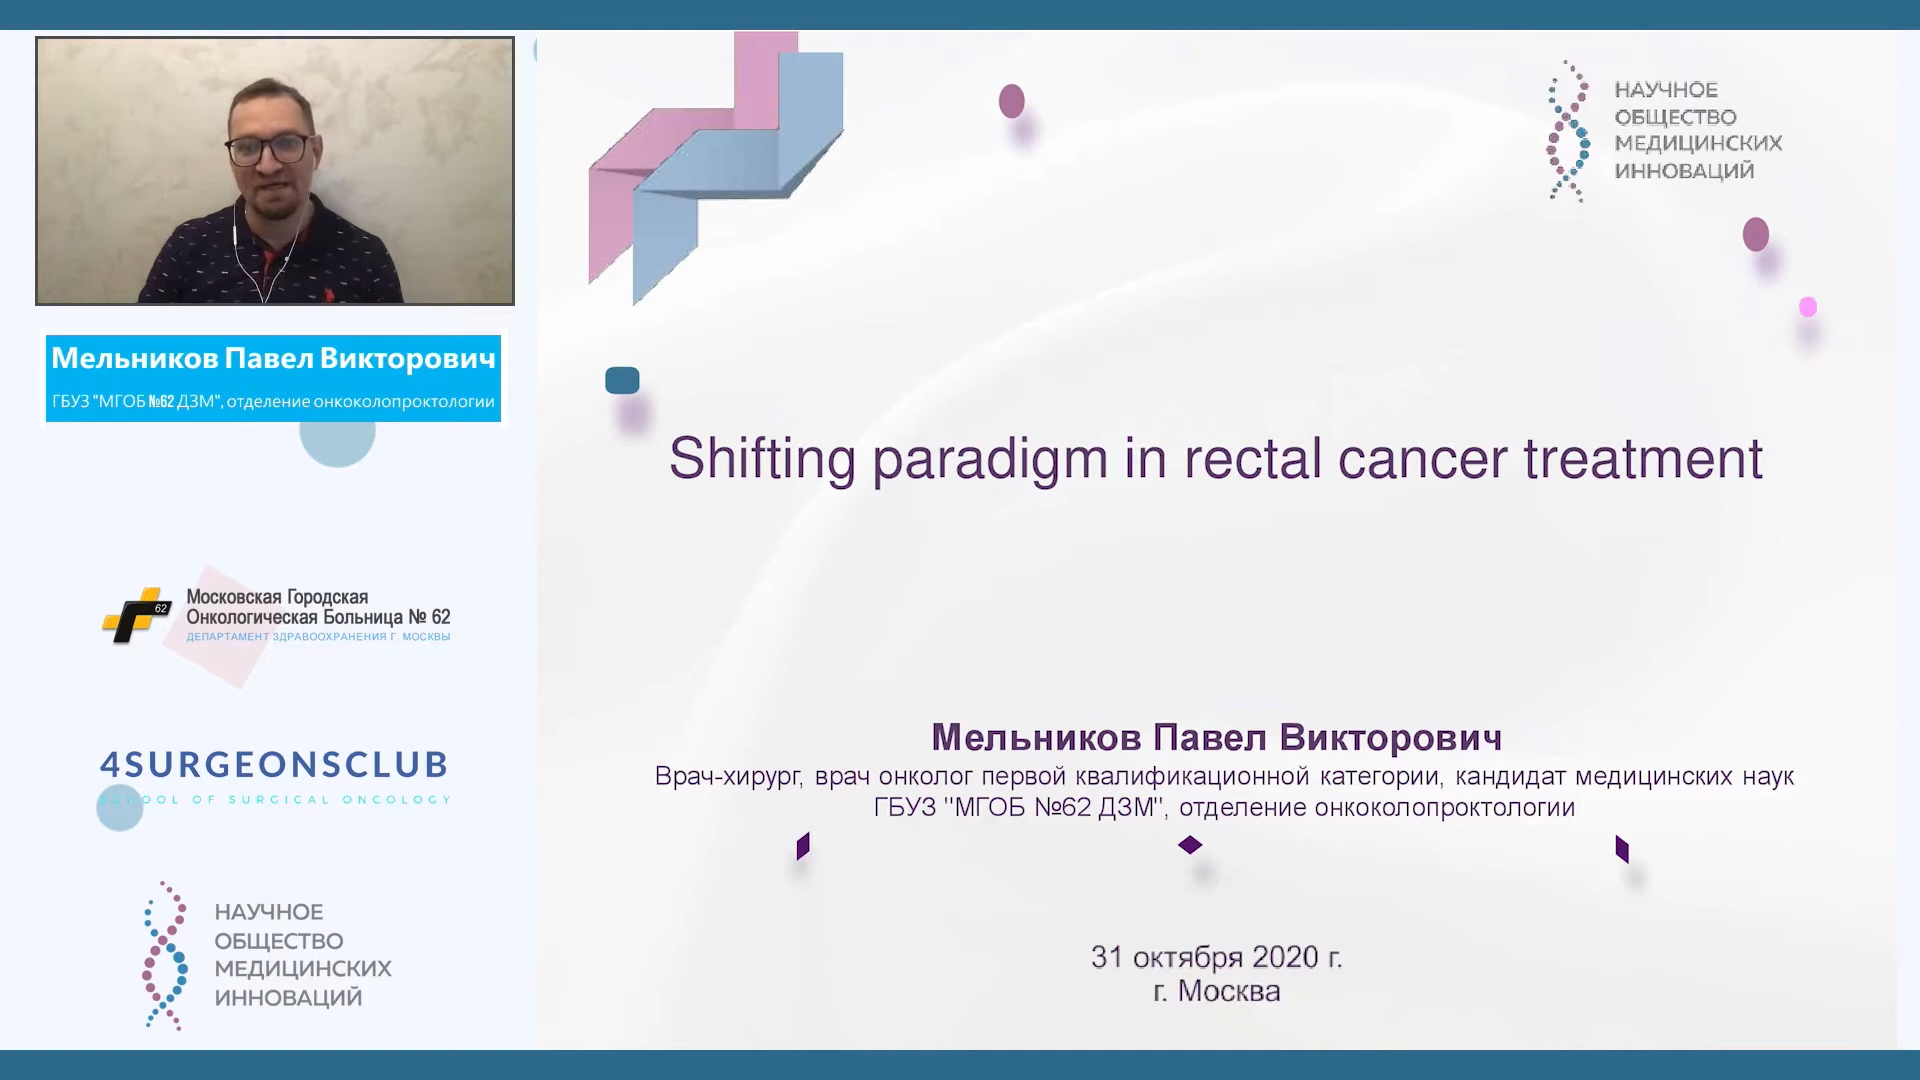 Мельников Павел Викторович
ГБУЗ "МГОБ №62 ДЗМ", отделение онкоколопроктологии
62
Московская Городская
Онкологическая Больница № 62
ДЕПАРТАМЕНТ ЗДРАВООХРАНЕНИЯ Г. МОСКВЫ
4SURGEONSCLUB
SCHOOL OF SURGICAL ONCOLOGY
НАУЧНОЕ
ОБЩЕСТВО
МЕДИЦИНСКИХ
ИННОВАЦИЙ
НАУЧНОЕ
ОБЩЕСТВО
МЕДИЦИНСКИХ
ИННОВАЦИЙ
Shifting paradigm in rectal cancer treatment
Мельников Павел Викторович
Врач-хирург, врач онколог первой квалификационной категории, кандидат медицинских наук
ГБУЗ "МГОБ №62 ДЗМ", отделение онкоколопроктологии
31 октября 2020 г.
г. Москва